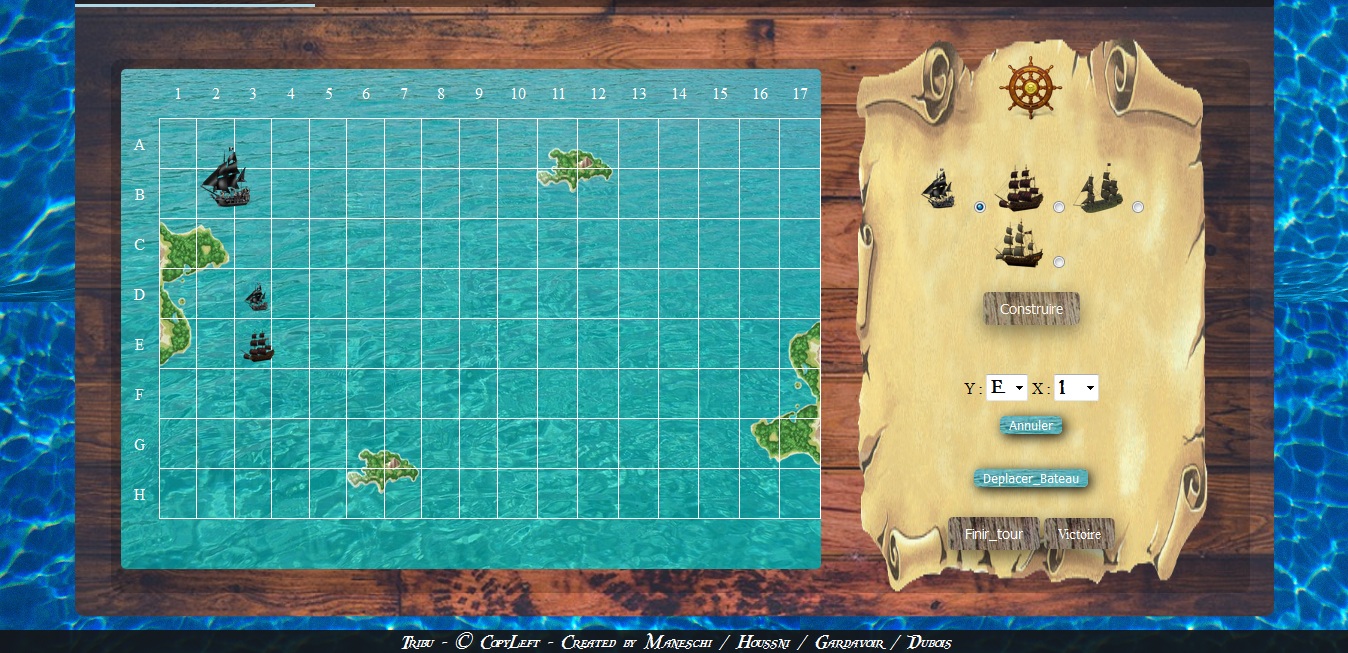 1 2 3 4 5 6 7 8 9 10 11 12 13 14 15 16 17
A
B
C
D
E
F
G
H
Construire
Y : E X : 1
Annuler
Deplacer_Bateau
Finir_tour Victoire
Tribu - © CopyLeft - Created by Maneschi / Houssni / Gardavoir / Dubois